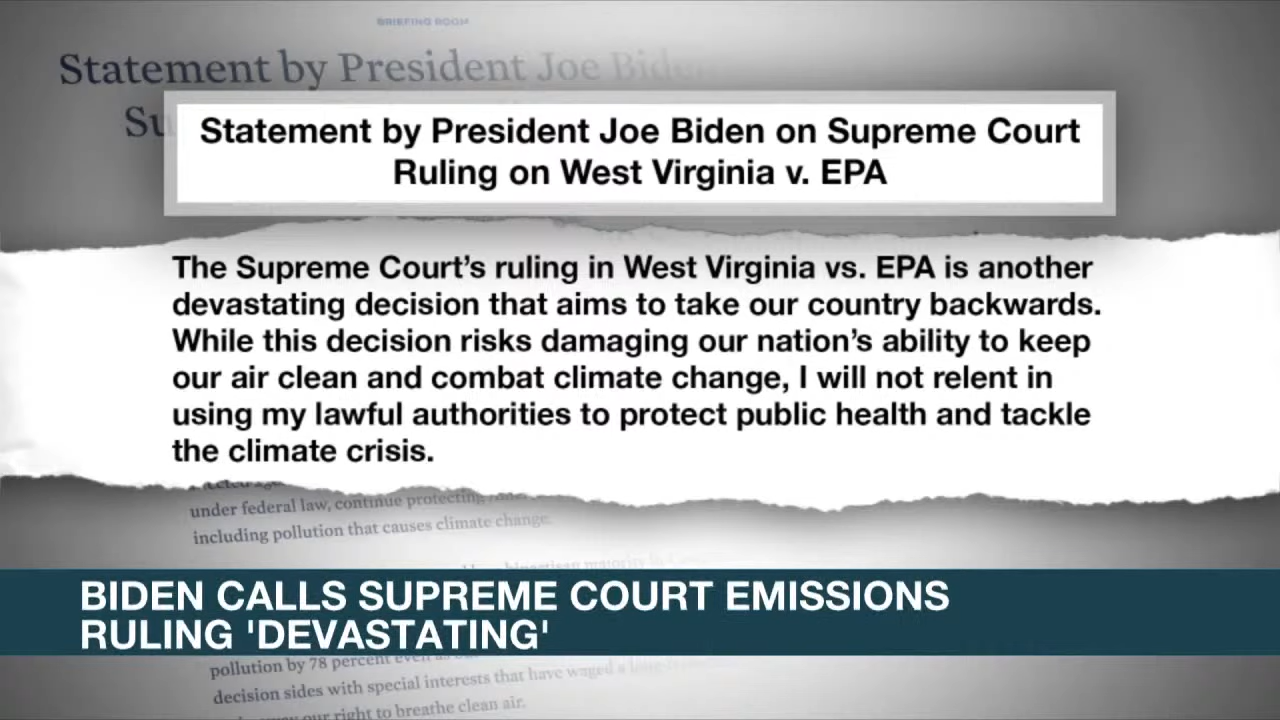 BRIEFING ROOM
Statement by President Joe Biden
Su
Statement by President Joe Biden on Supreme Court
Ruling on West Virginia v. EPA
The Supreme Court’s ruling in West Virginia vs. EPA is another
devastating decision that aims to take our country backwards.
While this decision risks damaging our nation’s ability to keep
our air clean and combat climate change, I will not relent in
using my lawful authorities to protect public health and tackle
the climate crisis.
under federal law, continue protecting
including pollution that causes climate change.
bipartisan majority in
BIDEN CALLS SUPREME COURT EMISSIONS
RULING 'DEVASTATING'
pollution by 78 percent even as
decision sides with special interests that have waged a
our right to breathe clean air.